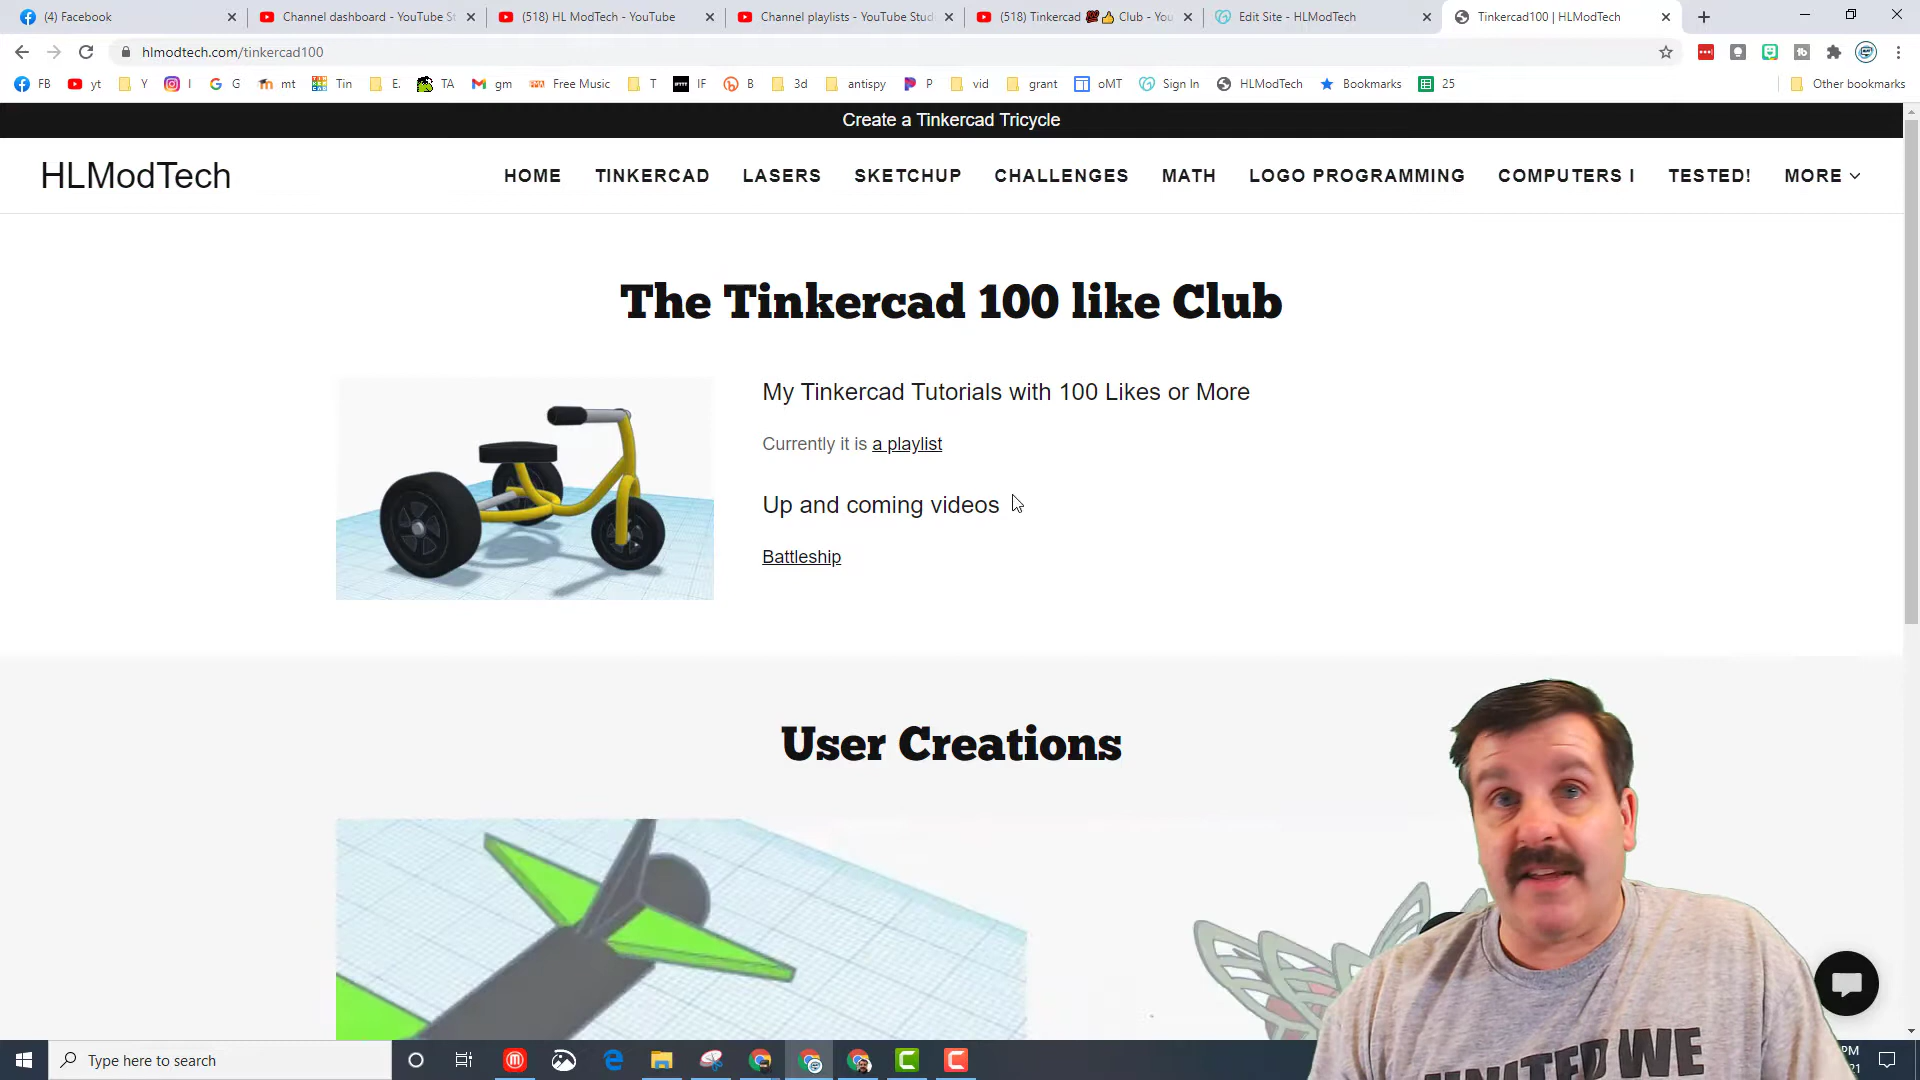 (4) Facebook
Channel dashboard - YouTube St
(518) HL ModTech - YouTube
Channel playlists - YouTube Studi
(518) Tinkercad 👍 Club - You
Edit Site - HLModTech
Tinkercad100 | HLModTech
hlmodtech.com/tinkercad100
FB yt Y I G mt Tin E. TA gm Free Music T IF B 3d antispy P vid grant oMT Sign In HLModTech Bookmarks 25 Other bookmarks
Create a Tinkercad Tricycle
HLModTech
HOME TINKERCAD LASERS SKETCHUP CHALLENGES MATH LOGO PROGRAMMING COMPUTERS I TESTED! MORE
The Tinkercad 100 like Club
My Tinkercad Tutorials with 100 Likes or More
Currently it is a playlist
Up and coming videos
Battleship
User Creations
UNITED WE
Type here to search
PM